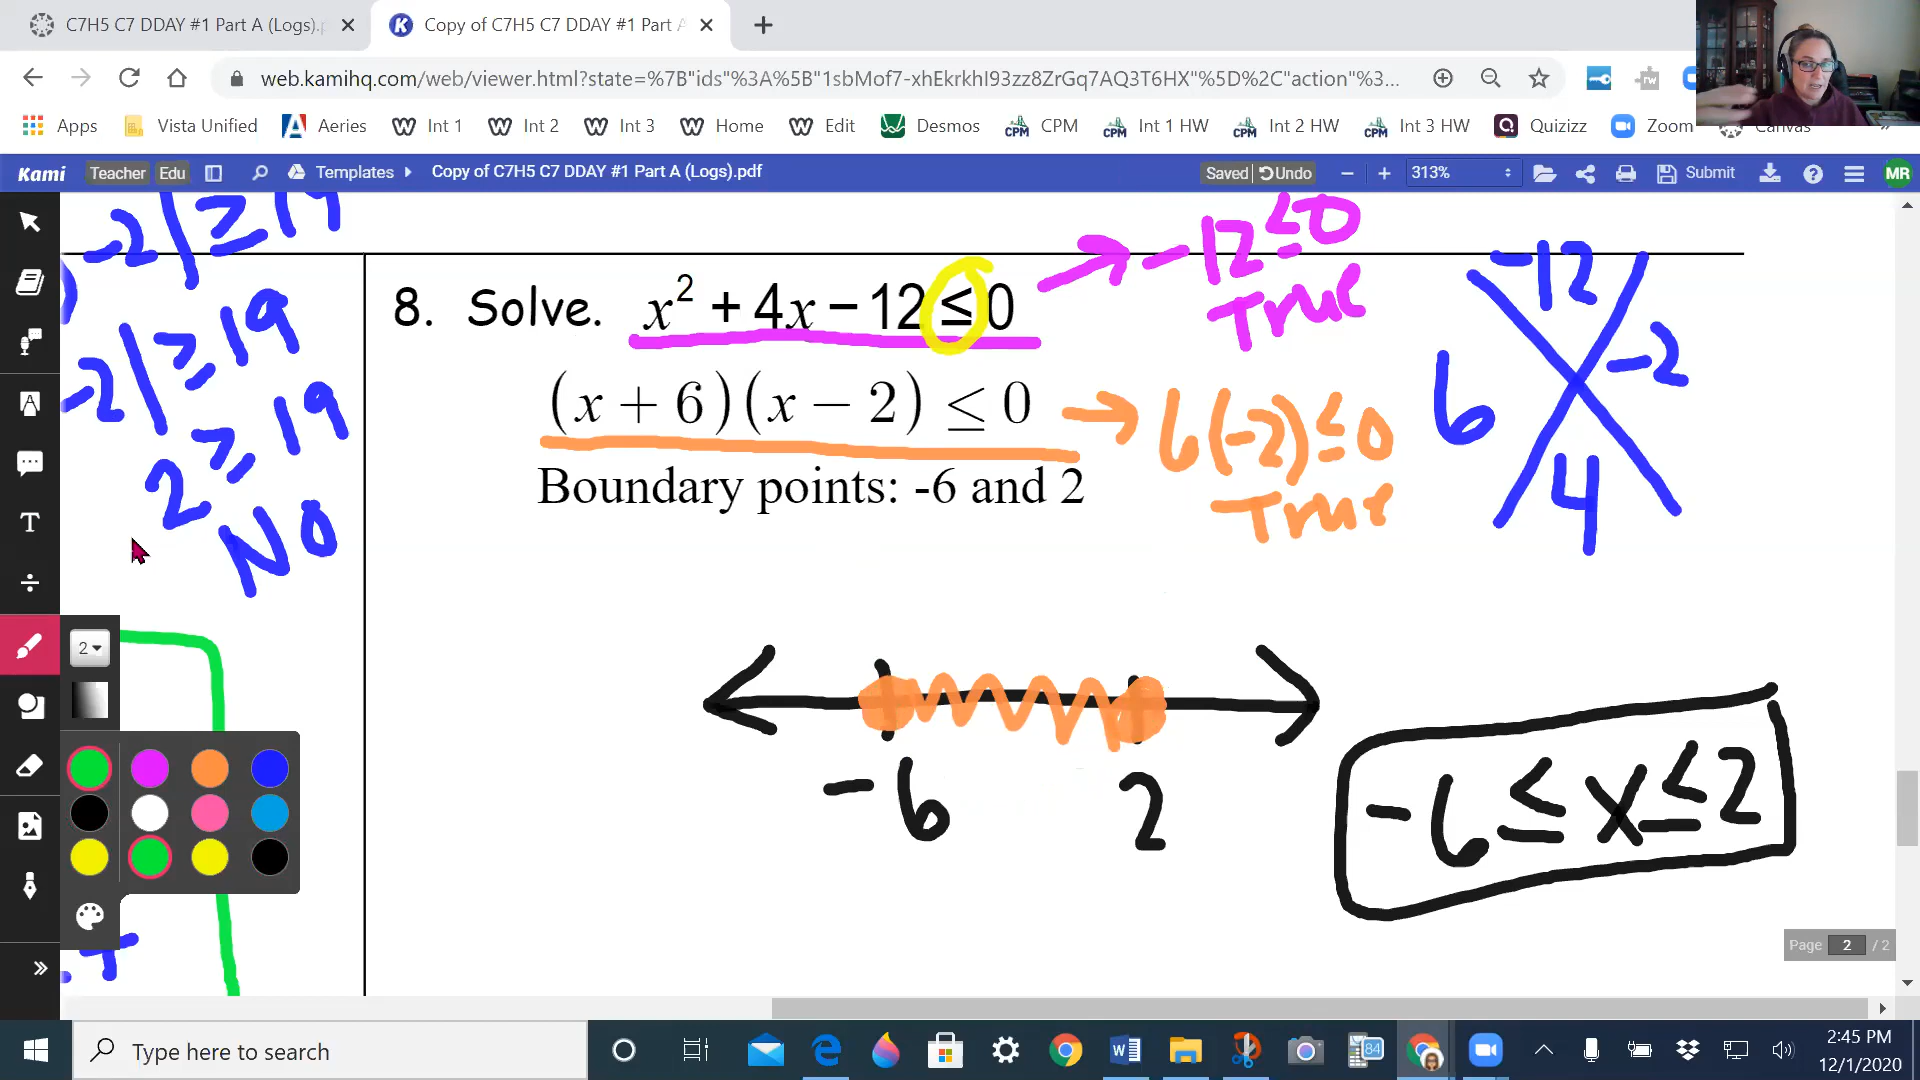 C7H5 C7 DDAY #1 Part A (Logs).p
Copy of C7H5 C7 DDAY #1 Part A
web.kamihq.com/web/viewer.html?state=%7B"ids"%3A%5B"1sbMof7-xhEkrkhI93zz8ZrGq7AQ3T6HX"%5D%2C"action"%3...
Apps Vista Unified Aeries Int 1 Int 2 Int 3 Home Edit Desmos CPM Int 1 HW Int 2 HW Int 3 HW Quizizz Zoom Canvas
Kami Teacher Edu Templates Copy of C7H5 C7 DDAY #1 Part A (Logs).pdf Saved Undo 313% Submit MR
-2| ≥ 19
-12 ≤ 0
True
-12
8. Solve. x² + 4x − 12 ≤ 0
-2| ≥ 19
6 -2
4
(x + 6)(x − 2) ≤ 0
6(-2) ≤ 0
True
2 ≥ 19
No
Boundary points: -6 and 2
2
-6 2
-6 ≤ x ≤ 2
Page 2 / 2
Type here to search
84
2:45 PM
12/1/2020